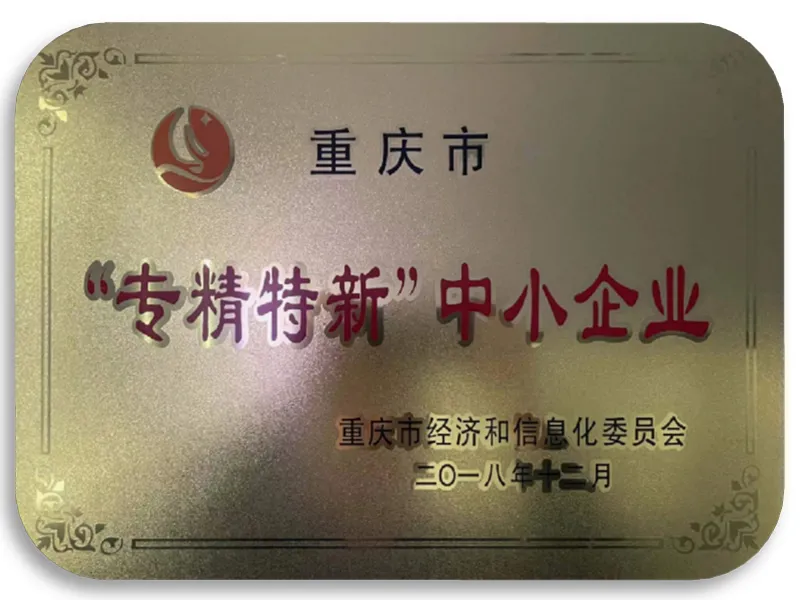 重庆市
“专精特新”中小企业
重庆市经济和信息化委员会
二〇一八年十二月